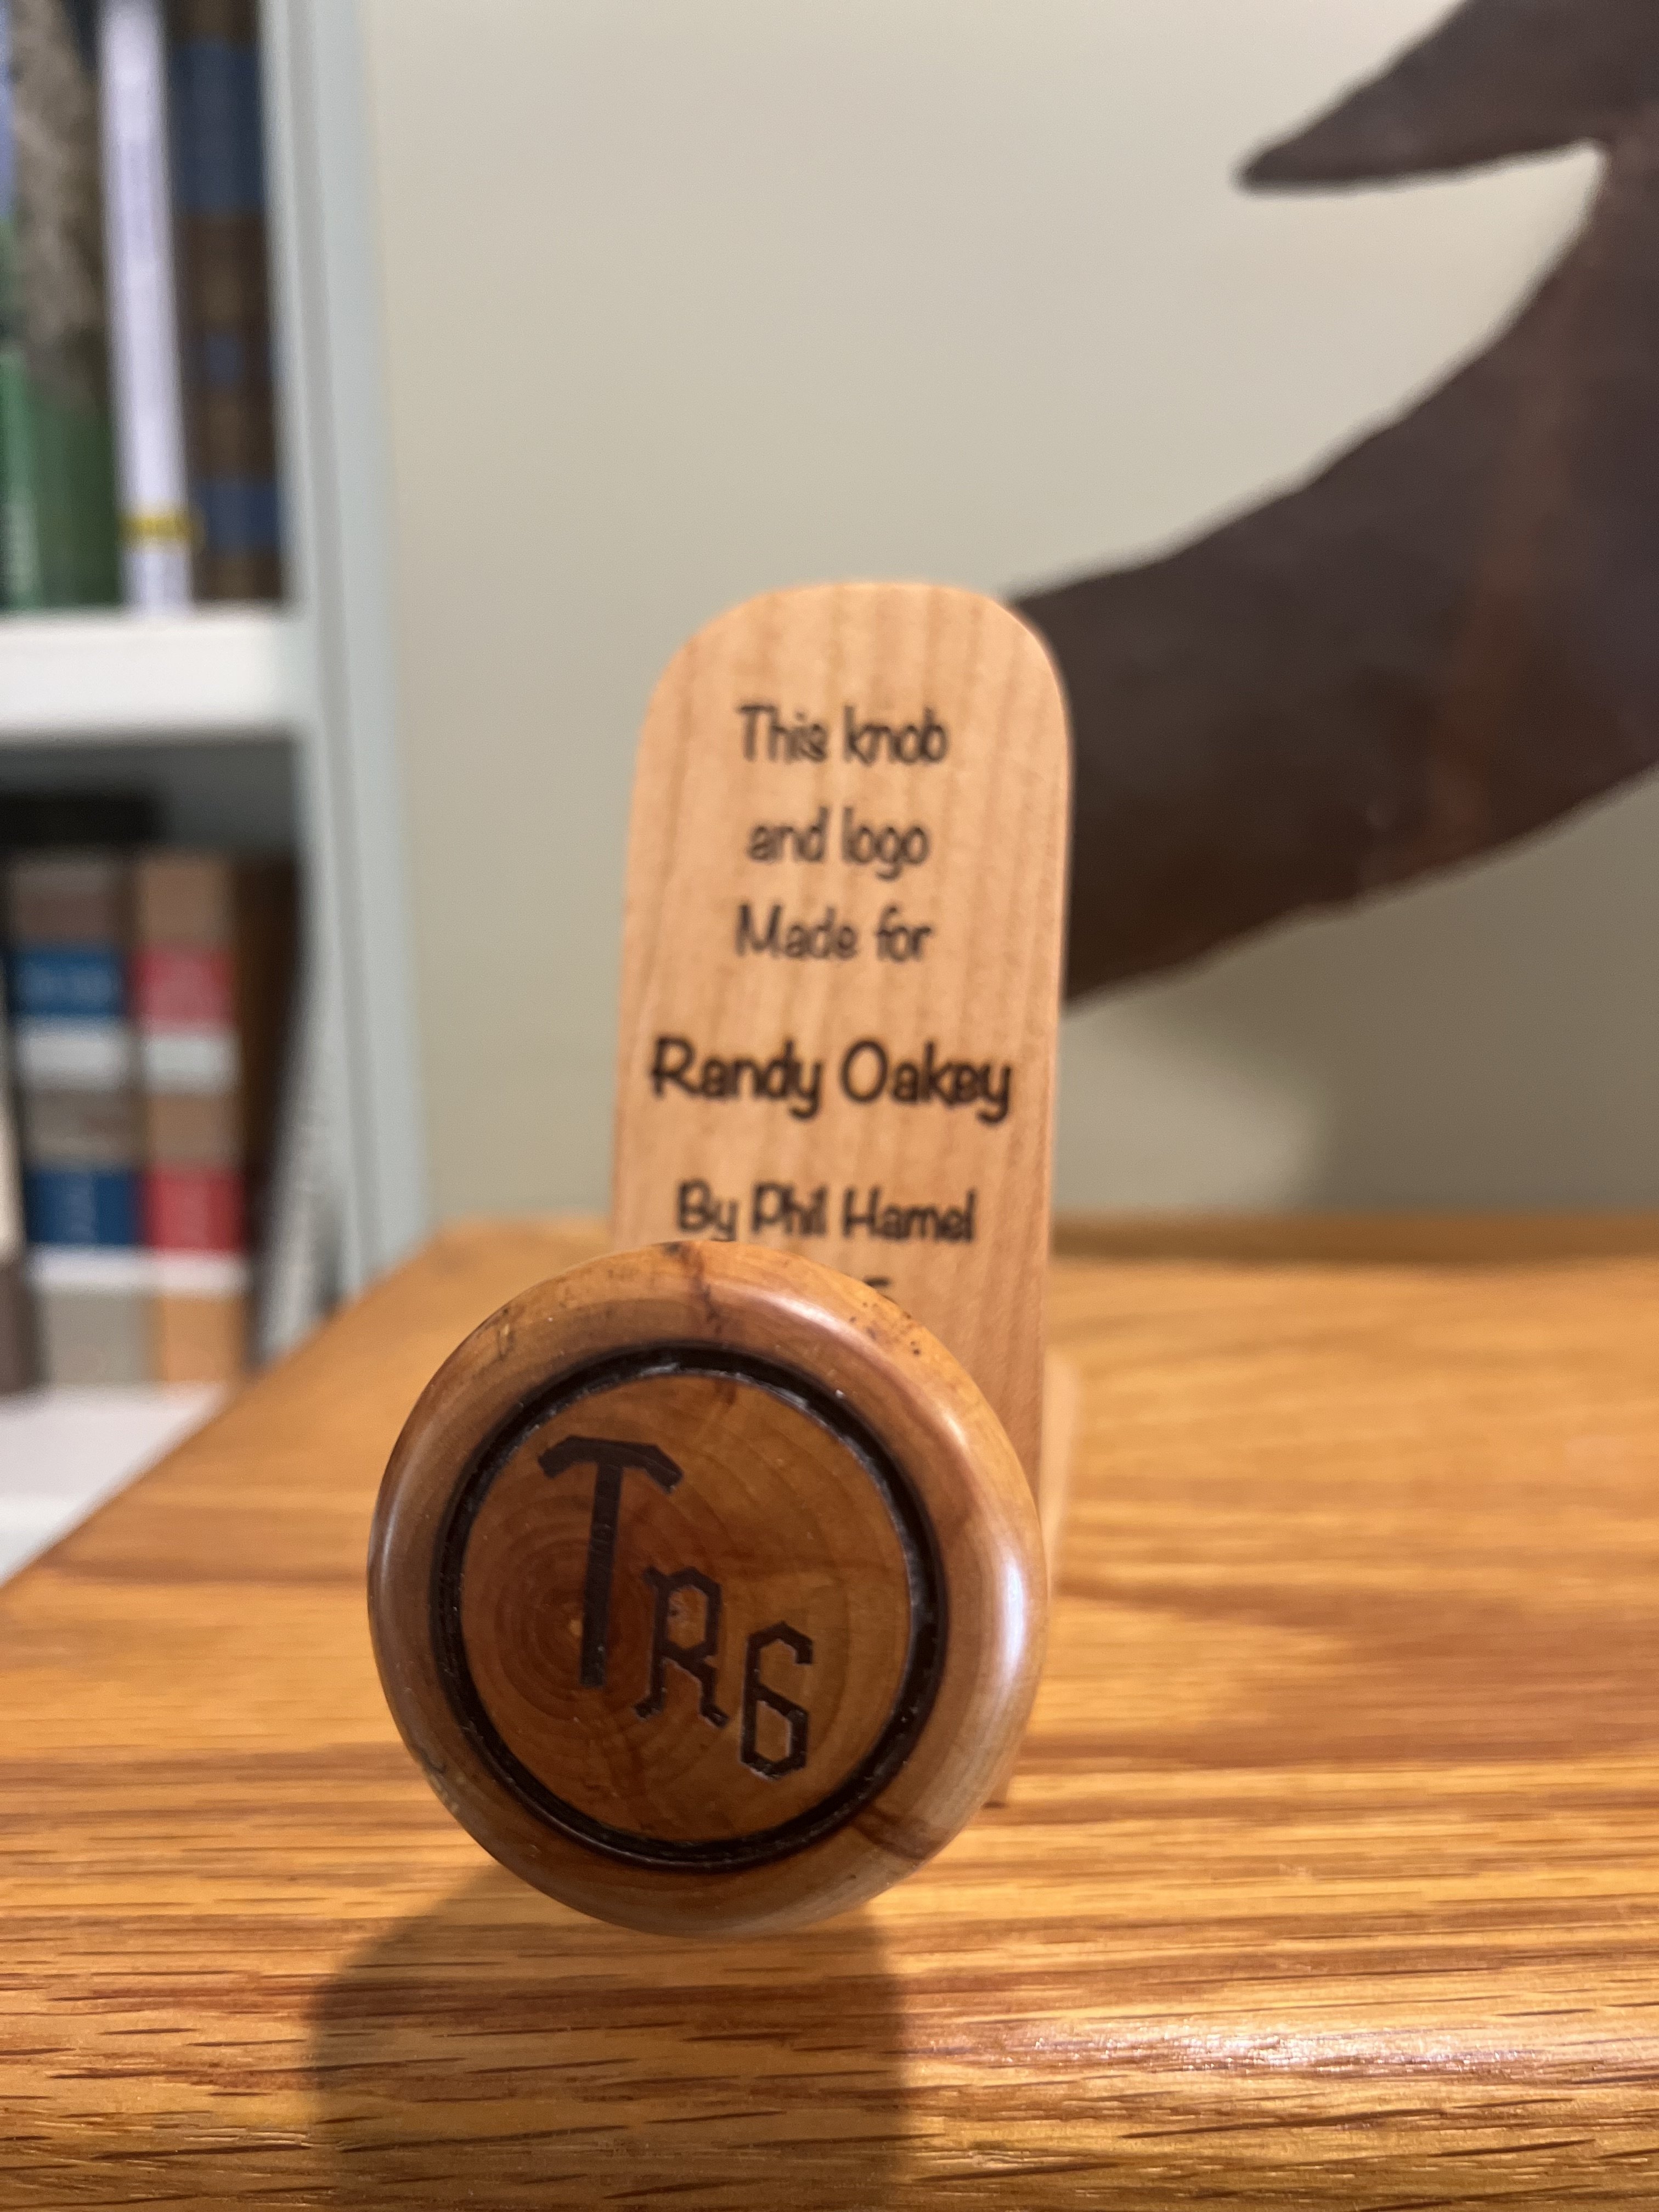 This knob
and logo
Made for
Randy Oakey
By Phil Hamel
TR6